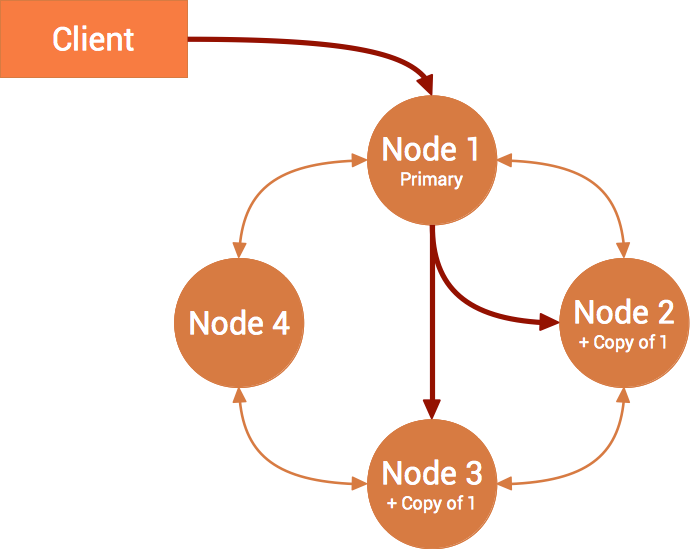 Client
Node 1
Primary
Node 4
Node 2
+ Copy of 1
Node 3
+ Copy of 1